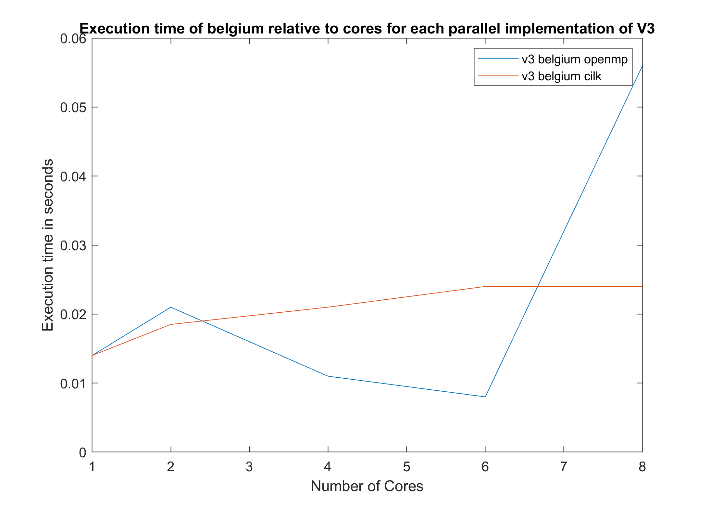 Execution time of belgium relative to cores for each parallel implementation of V3
0.06
v3 belgium openmp
v3 belgium cilk
0.05
0.04
Execution time in seconds
0.03
0.02
0.01
0
1 2 3 4 5 6 7 8
Number of Cores